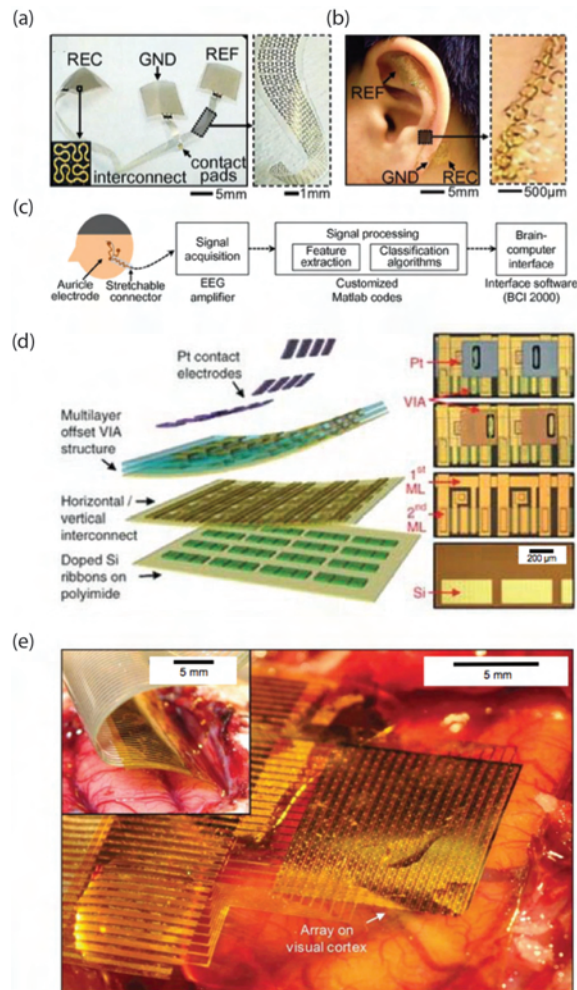 (a)
REC
GND
REF
interconnect
contact
pads
5mm
1mm
(b)
REF
GND
REC
5mm
500µm
(c)
Auricle
electrode
Stretchable
connector
Signal
acquisition
EEG
amplifier
Signal processing
Feature
extraction
Classification
algorithms
Customized
Matlab codes
Brain-
computer
interface
Interface software
(BCI 2000)
(d)
Pt contact
electrodes
Multilayer
offset VIA
structure
Horizontal /
vertical
interconnect
Doped Si
ribbons on
polyimide
Pt
VIA
1st
ML
2nd
ML
200 µm
Si
(e)
5 mm
5 mm
Array on
visual cortex